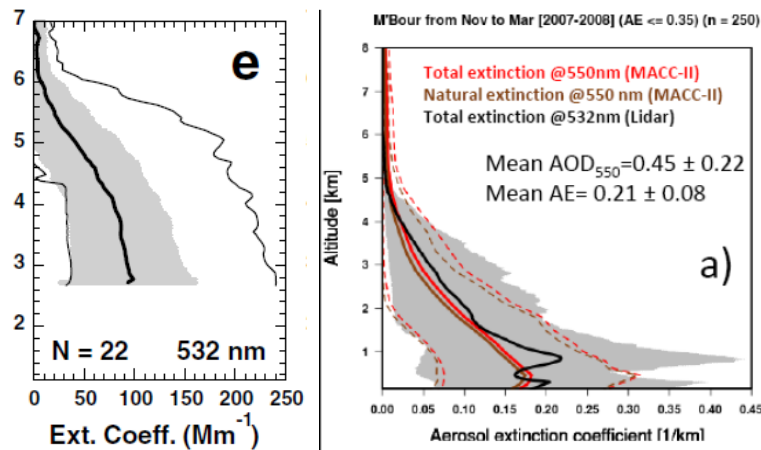 7
6
5
4
3
2
e
N = 22 532 nm
0 50 100 150 200 250
Ext. Coeff. (Mm-1)
M'Bour from Nov to Mar [2007-2008] (AE <= 0.35) (n = 250)
8
7
6
5
4
3
2
1
Altitude [km]
Total extinction @550nm (MACC-II)
Natural extinction @550 nm (MACC-II)
Total extinction @532nm (Lidar)
Mean AOD550=0.45 ± 0.22
Mean AE= 0.21 ± 0.08
a)
0.00 0.05 0.10 0.15 0.20 0.25 0.30 0.35 0.40 0.45
Aerosol extinction coefficient [1/km]